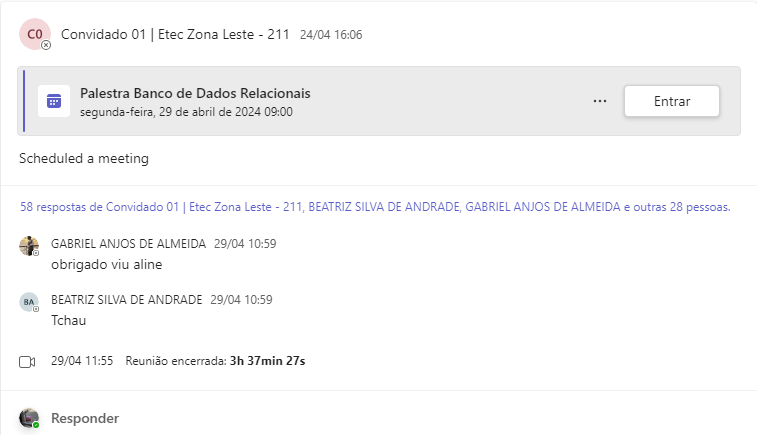 C0 Convidado 01 | Etec Zona Leste - 211 24/04 16:06
Palestra Banco de Dados Relacionais
segunda-feira, 29 de abril de 2024 09:00
... Entrar
Scheduled a meeting
58 respostas de Convidado 01 | Etec Zona Leste - 211, BEATRIZ SILVA DE ANDRADE, GABRIEL ANJOS DE ALMEIDA e outras 28 pessoas.
GABRIEL ANJOS DE ALMEIDA 29/04 10:59
obrigado viu aline
BA BEATRIZ SILVA DE ANDRADE 29/04 10:59
Tchau
29/04 11:55 Reunião encerrada: 3h 37min 27s
Responder